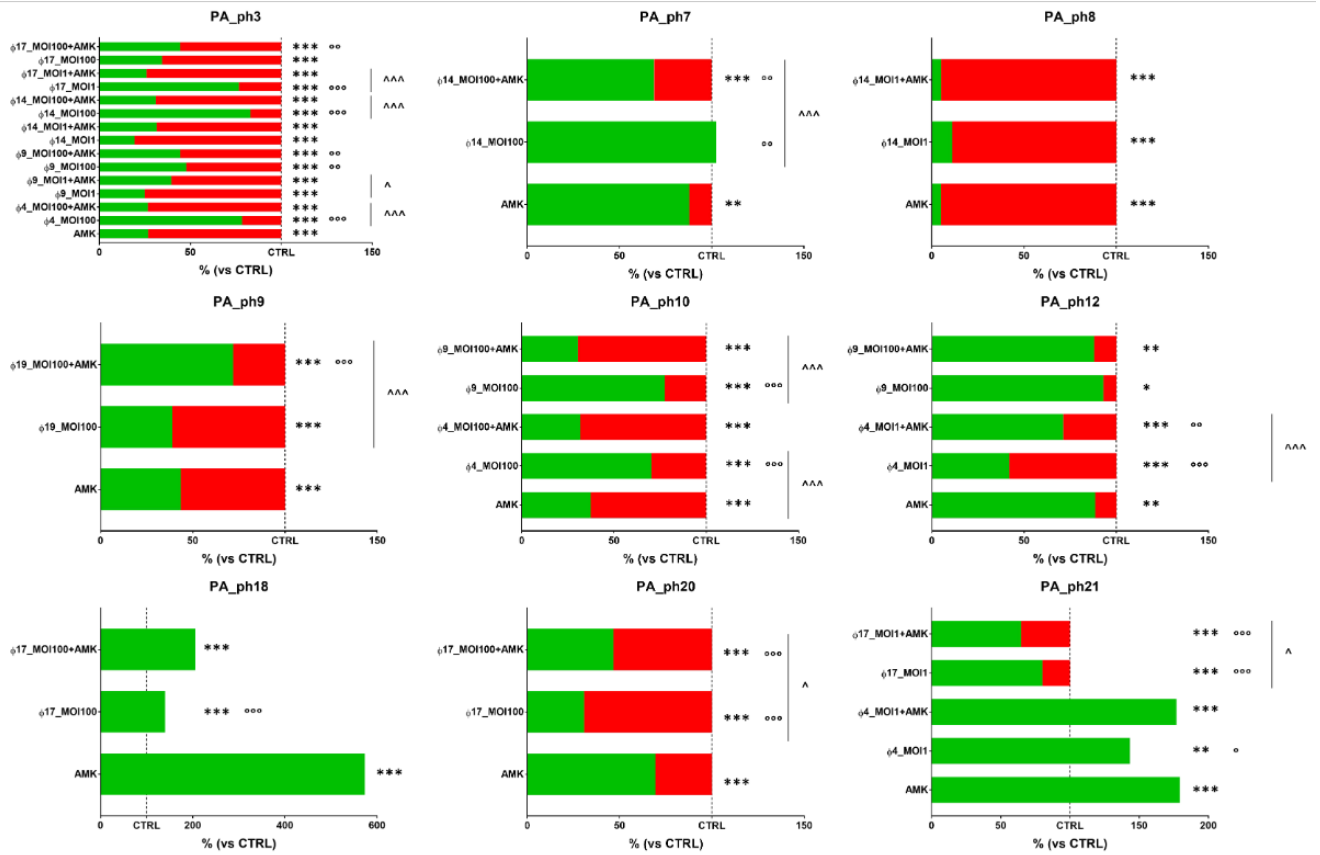 PA_ph3
ϕ17_MOI100+AMK *** °°
ϕ17_MOI100 ***
ϕ17_MOI1+AMK ***
^^^
ϕ17_MOI1 *** °°°
ϕ14_MOI100+AMK ***
^^^
ϕ14_MOI100 *** °°°
ϕ14_MOI1+AMK ***
ϕ14_MOI1 ***
ϕ9_MOI100+AMK *** °°
ϕ9_MOI100 *** °°
ϕ9_MOI1+AMK ***
^
ϕ9_MOI1 ***
ϕ4_MOI100+AMK ***
^^^
ϕ4_MOI100 *** °°°
AMK ***
0 50 CTRL 150
% (vs CTRL)
PA_ph7
ϕ14_MOI100+AMK *** °°
^^^
ϕ14_MOI100 °°
AMK **
0 50 CTRL 150
% (vs CTRL)
PA_ph8
ϕ14_MOI1+AMK ***
ϕ14_MOI1 ***
AMK ***
0 50 CTRL 150
% (vs CTRL)
PA_ph9
ϕ19_MOI100+AMK *** °°°
^^^
ϕ19_MOI100 ***
AMK ***
0 50 CTRL 150
% (vs CTRL)
PA_ph10
ϕ9_MOI100+AMK ***
^^^
ϕ9_MOI100 *** °°°
ϕ4_MOI100+AMK ***
ϕ4_MOI100 *** °°°
^^^
AMK ***
0 50 CTRL 150
% (vs CTRL)
PA_ph12
ϕ9_MOI100+AMK **
ϕ9_MOI100 *
ϕ4_MOI1+AMK *** °°
^^^
ϕ4_MOI1 *** °°°
AMK **
0 50 CTRL 150
% (vs CTRL)
PA_ph18
ϕ17_MOI100+AMK ***
ϕ17_MOI100 *** °°°
AMK ***
0 CTRL 200 400 600
% (vs CTRL)
PA_ph20
ϕ17_MOI100+AMK *** °°°
^
ϕ17_MOI100 *** °°°
AMK ***
0 50 CTRL 150
% (vs CTRL)
PA_ph21
ϕ17_MOI1+AMK *** °°°
^
ϕ17_MOI1 *** °°°
ϕ4_MOI1+AMK ***
ϕ4_MOI1 ** °
AMK ***
0 50 CTRL 150 200
% (vs CTRL)